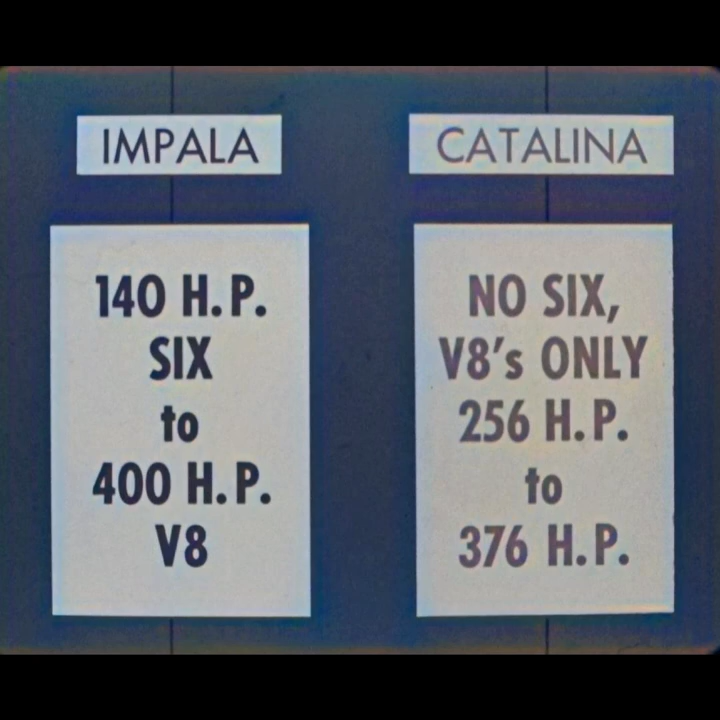 IMPALA
140 H.P.
SIX
to
400 H.P.
V8
CATALINA
NO SIX,
V8's ONLY
256 H.P.
to
376 H.P.